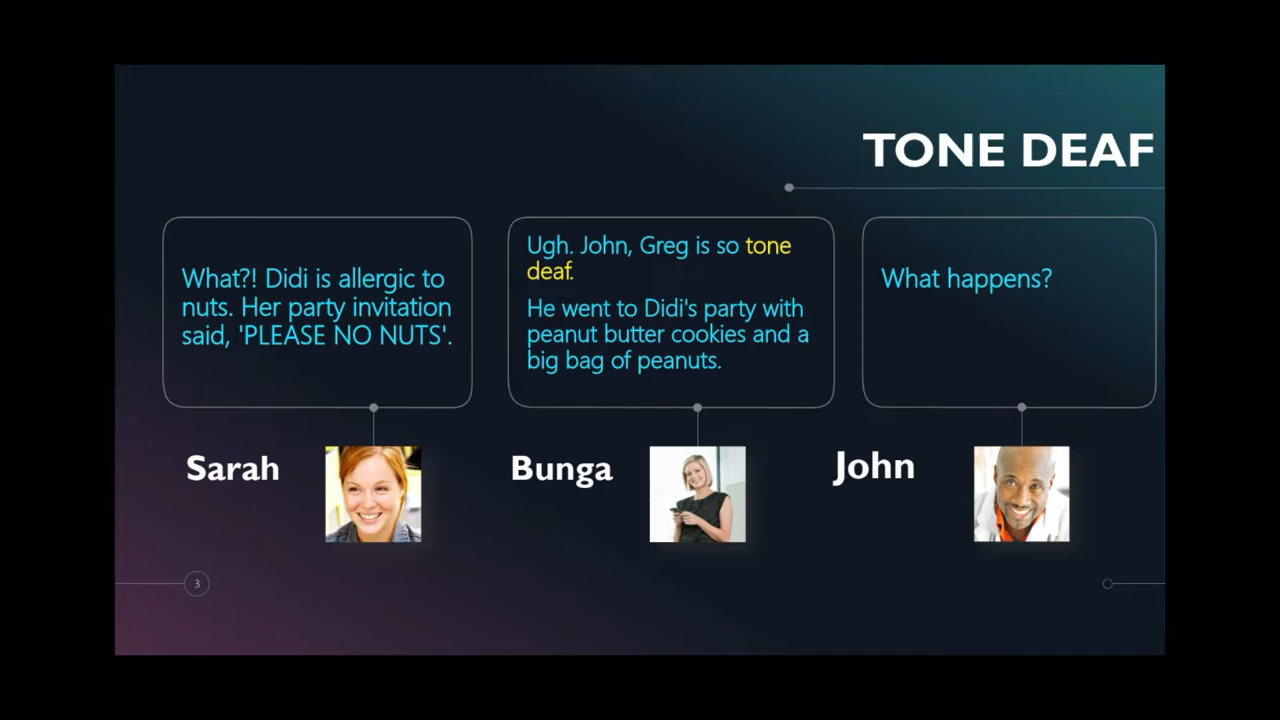 TONE DEAF
What?! Didi is allergic to
nuts. Her party invitation
said, 'PLEASE NO NUTS'.
Ugh. John, Greg is so tone
deaf.
He went to Didi's party with
peanut butter cookies and a
big bag of peanuts.
What happens?
Sarah
Bunga
John
3